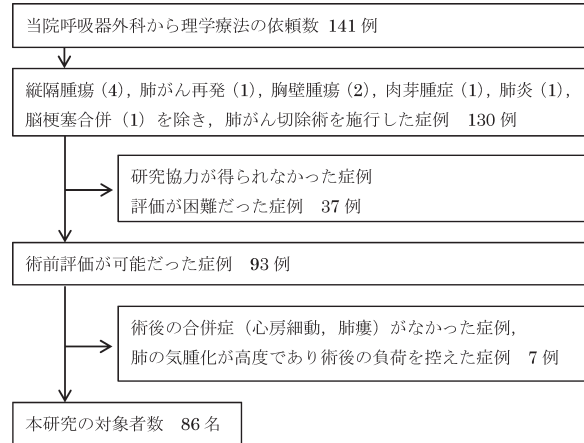 当院呼吸器外科から理学療法の依頼数 141 例
縦隔腫瘍（4），肺がん再発（1），胸壁腫瘍（2），肉芽腫症（1），肺炎（1），
脳梗塞合併（1）を除き，肺がん切除術を施行した症例　130 例
研究協力が得られなかった症例
評価が困難だった症例　37 例
術前評価が可能だった症例　93 例
術後の合併症（心房細動，肺瘻）がなかった症例，
肺の気腫化が高度であり術後の負荷を控えた症例　7 例
本研究の対象者数　86 名